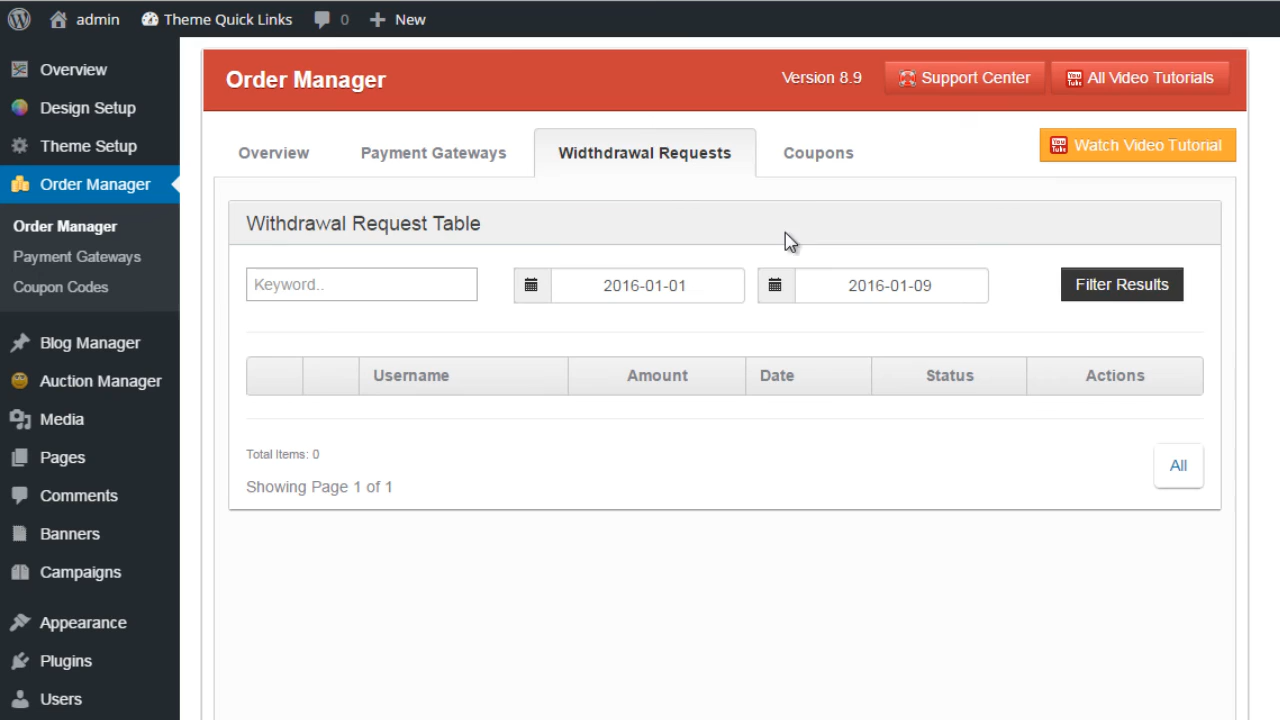 admin Theme Quick Links 0 New
Overview
Design Setup
Theme Setup
Order Manager
Order Manager
Payment Gateways
Coupon Codes
Blog Manager
Auction Manager
Media
Pages
Comments
Banners
Campaigns
Appearance
Plugins
Users
Order Manager Version 8.9 Support Center You Tube All Video Tutorials
Overview Payment Gateways Widthdrawal Requests Coupons You Tube Watch Video Tutorial
Withdrawal Request Table
Keyword.. 2016-01-01 2016-01-09 Filter Results
Username Amount Date Status Actions
Total Items: 0
All
Showing Page 1 of 1